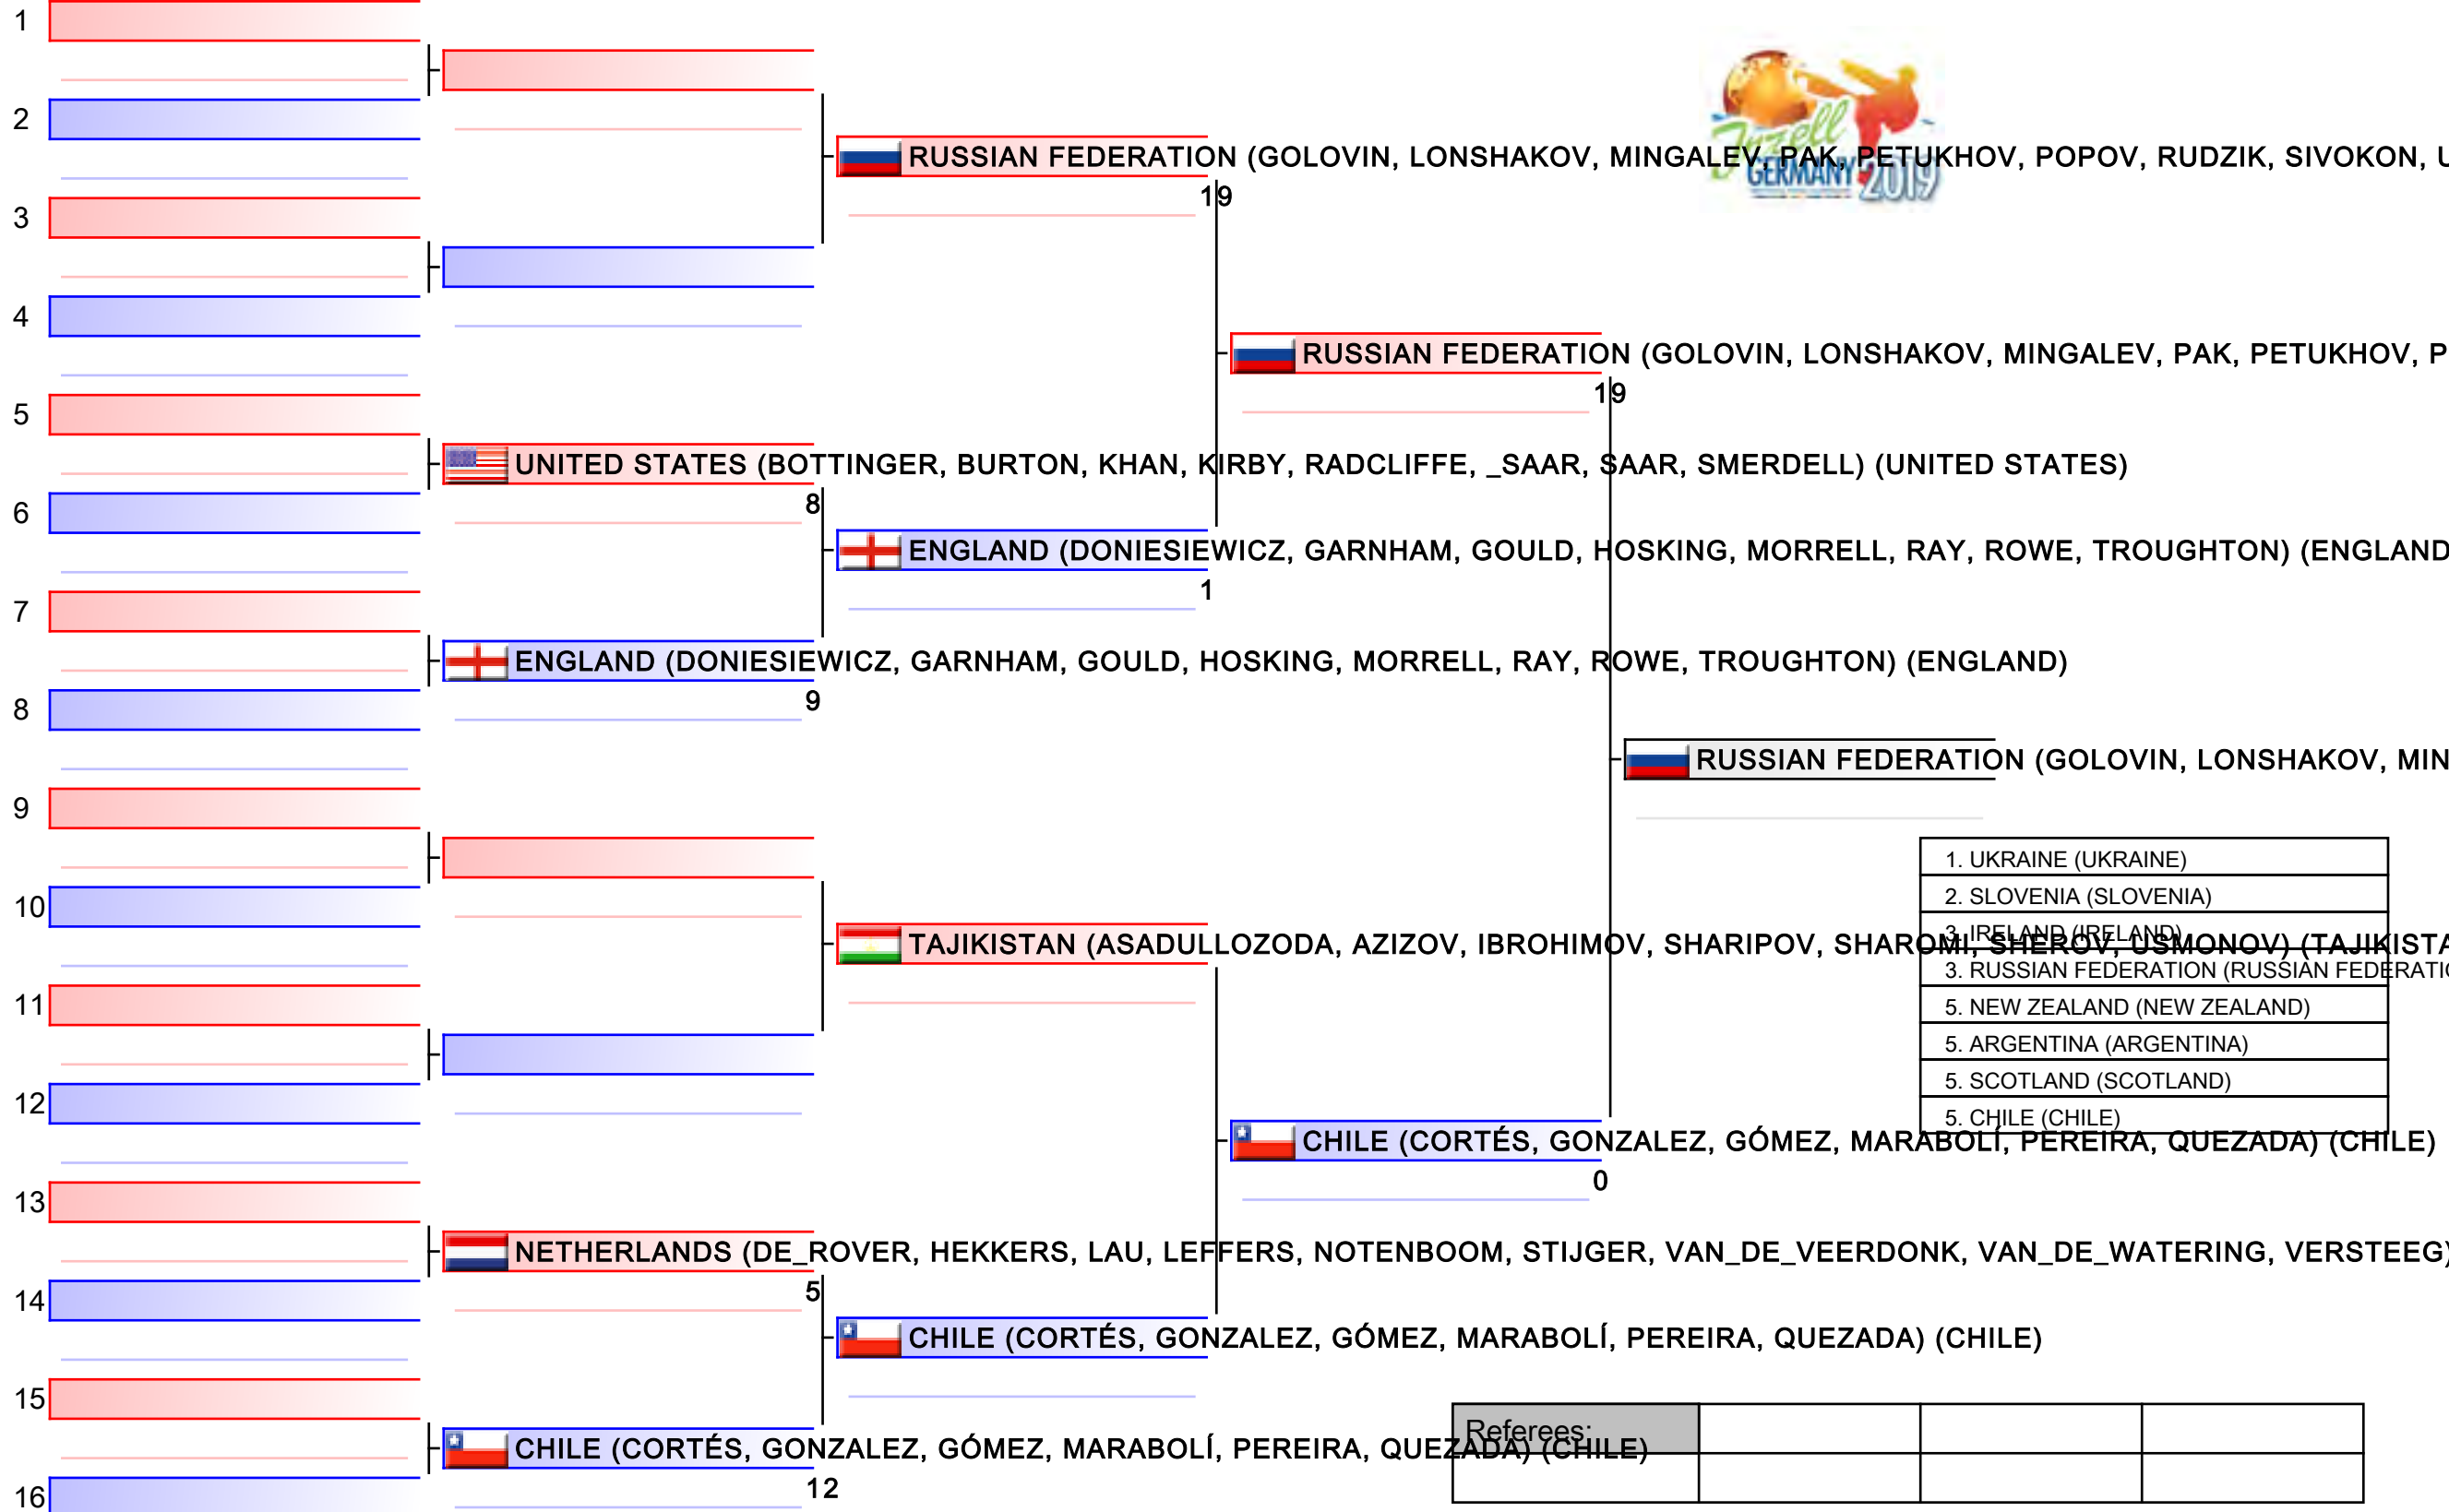 1
2
Inzell
GERMANY 2019
RUSSIAN FEDERATION (GOLOVIN, LONSHAKOV, MINGALEV, PAK, PETUKHOV, POPOV, RUDZIK, SIVOKON, U
19
3
4
RUSSIAN FEDERATION (GOLOVIN, LONSHAKOV, MINGALEV, PAK, PETUKHOV, P
19
5
UNITED STATES (BOTTINGER, BURTON, KHAN, KIRBY, RADCLIFFE, _SAAR, SAAR, SMERDELL) (UNITED STATES)
8
6
ENGLAND (DONIESIEWICZ, GARNHAM, GOULD, HOSKING, MORRELL, RAY, ROWE, TROUGHTON) (ENGLAND
1
7
ENGLAND (DONIESIEWICZ, GARNHAM, GOULD, HOSKING, MORRELL, RAY, ROWE, TROUGHTON) (ENGLAND)
9
8
RUSSIAN FEDERATION (GOLOVIN, LONSHAKOV, MIN
9
10
1. UKRAINE (UKRAINE)
2. SLOVENIA (SLOVENIA)
3. IRELAND (IRELAND)
TAJIKISTAN (ASADULLOZODA, AZIZOV, IBROHIMOV, SHARIPOV, SHAROMI, SHEROV, USMONOV) (TAJIKISTA
3. RUSSIAN FEDERATION (RUSSIAN FEDERATIO
5. NEW ZEALAND (NEW ZEALAND)
5. ARGENTINA (ARGENTINA)
5. SCOTLAND (SCOTLAND)
5. CHILE (CHILE)
11
12
CHILE (CORTÉS, GONZALEZ, GÓMEZ, MARABOLÍ, PEREIRA, QUEZADA) (CHILE)
0
13
NETHERLANDS (DE_ROVER, HEKKERS, LAU, LEFFERS, NOTENBOOM, STIJGER, VAN_DE_VEERDONK, VAN_DE_WATERING, VERSTEEG)
5
14
CHILE (CORTÉS, GONZALEZ, GÓMEZ, MARABOLÍ, PEREIRA, QUEZADA) (CHILE)
15
Referees:
CHILE (CORTÉS, GONZALEZ, GÓMEZ, MARABOLÍ, PEREIRA, QUEZADA) (CHILE)
12
16